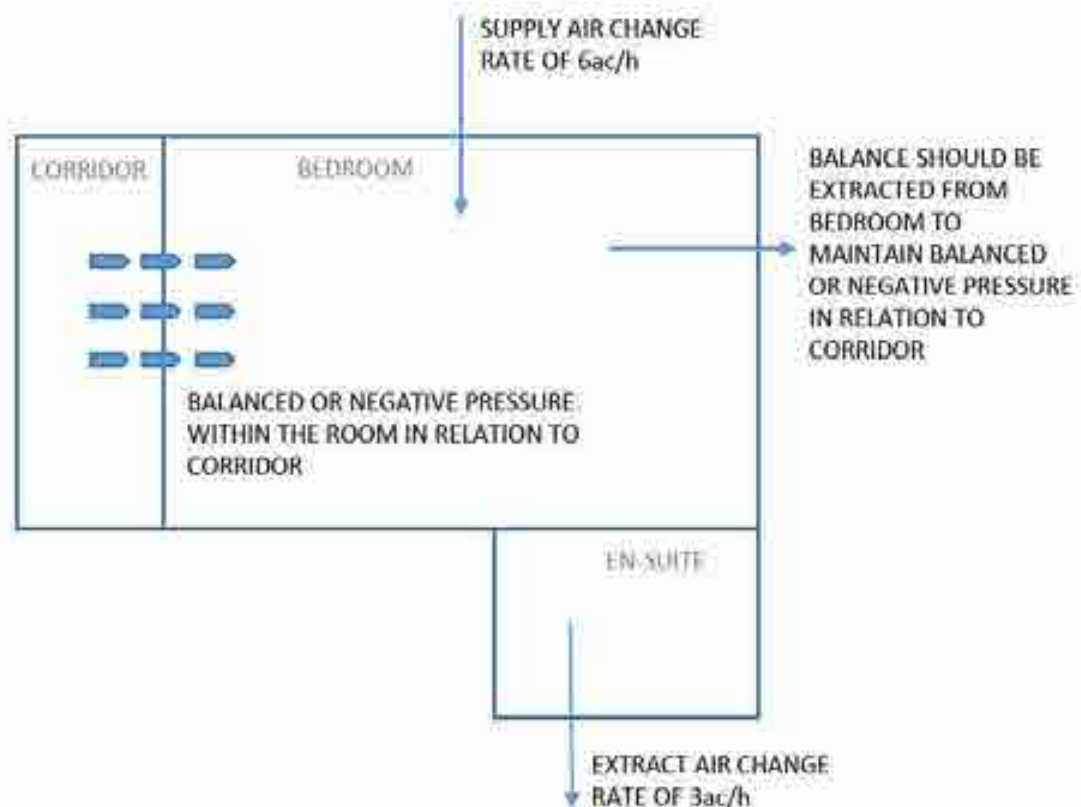 SUPPLY AIR CHANGE
RATE OF 6ac/h
CORRIDOR
BEDROOM
BALANCE SHOULD BE
EXTRACTED FROM
BEDROOM TO
MAINTAIN BALANCED
OR NEGATIVE PRESSURE
IN RELATION TO
CORRIDOR
BALANCED OR NEGATIVE PRESSURE
WITHIN THE ROOM IN RELATION TO
CORRIDOR
EN-SUITE
EXTRACT AIR CHANGE
RATE OF 3ac/h